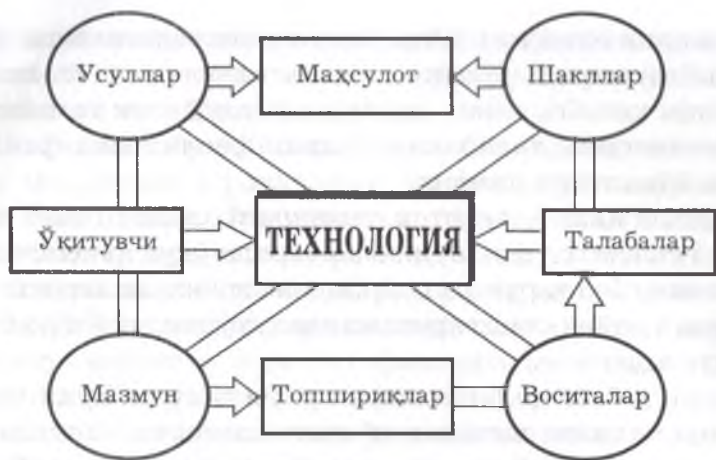 Усуллар
Маҳсулот
Шакллар
Ўқитувчи
ТЕХНОЛОГИЯ
Талабалар
Мазмун
Топшириқлар
Воситалар